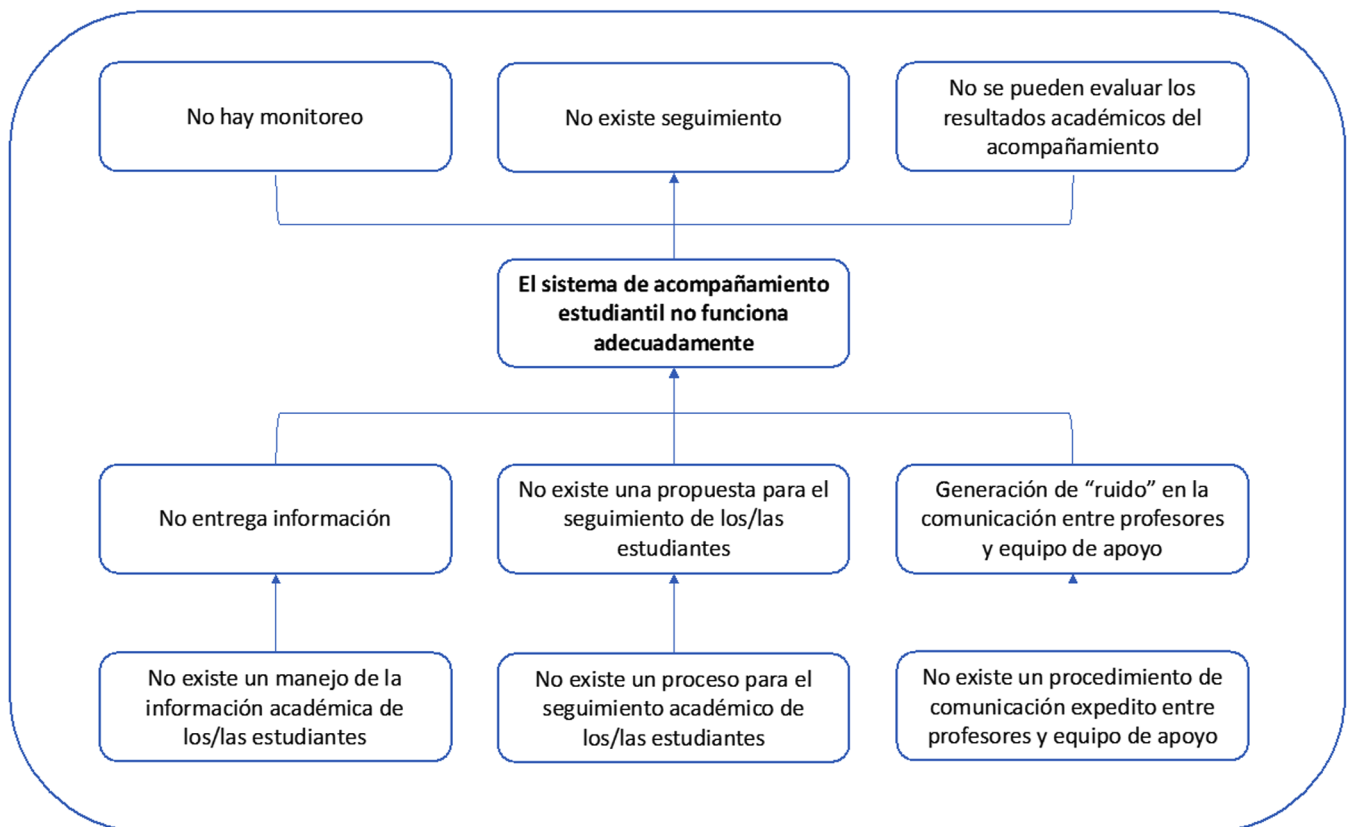 No hay monitoreo
No existe seguimiento
No se pueden evaluar los
resultados académicos del
acompañamiento
El sistema de acompañamiento
estudiantil no funciona
adecuadamente
No entrega información
No existe una propuesta para el
seguimiento de los/las
estudiantes
Generación de “ruido” en la
comunicación entre profesores
y equipo de apoyo
No existe un manejo de la
información académica de
los/las estudiantes
No existe un proceso para el
seguimiento académico de
los/las estudiantes
No existe un procedimiento de
comunicación expedito entre
profesores y equipo de apoyo